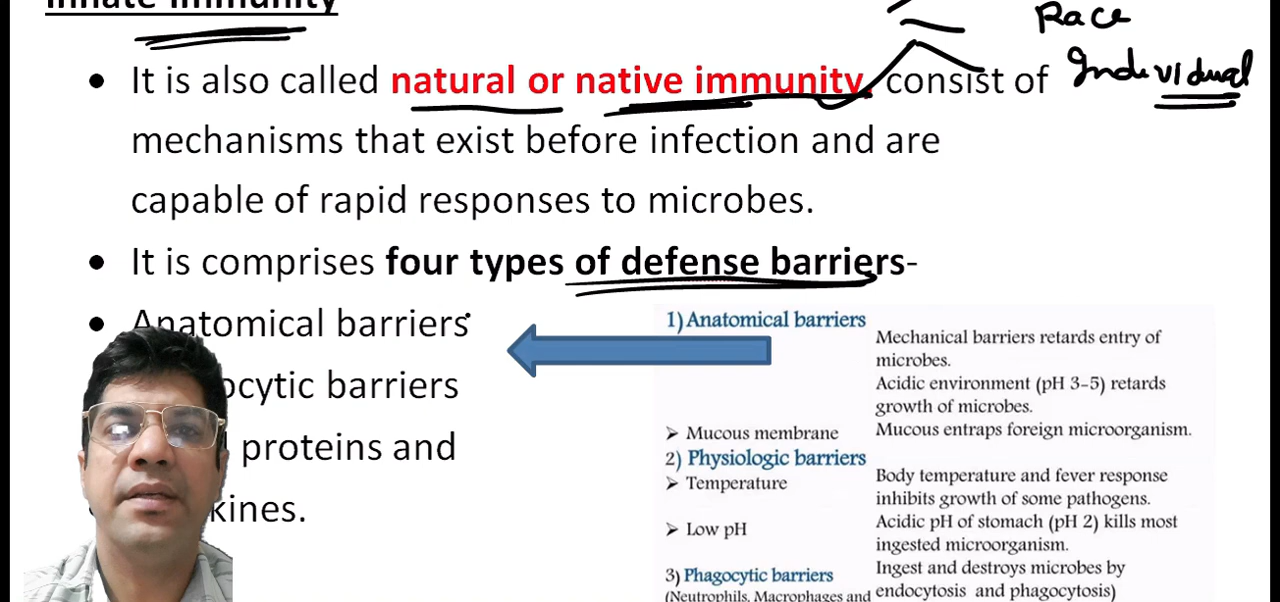 Innate Immunity
Race
Individual
• It is also called natural or native immunity, consist of
mechanisms that exist before infection and are
capable of rapid responses to microbes.
• It is comprises four types of defense barriers-
• Anatomical barriers
ocytic barriers
proteins and
kines.
1) Anatomical barriers
Mechanical barriers retards entry of
microbes.
Acidic environment (pH 3-5) retards
growth of microbes.
➢ Mucous membrane Mucous entraps foreign microorganism.
2) Physiologic barriers
➢ Temperature Body temperature and fever response
inhibits growth of some pathogens.
➢ Low pH Acidic pH of stomach (pH 2) kills most
ingested microorganism.
3) Phagocytic barriers Ingest and destroys microbes by
(Neutrophils, Macrophages and endocytosis and phagocytosis)